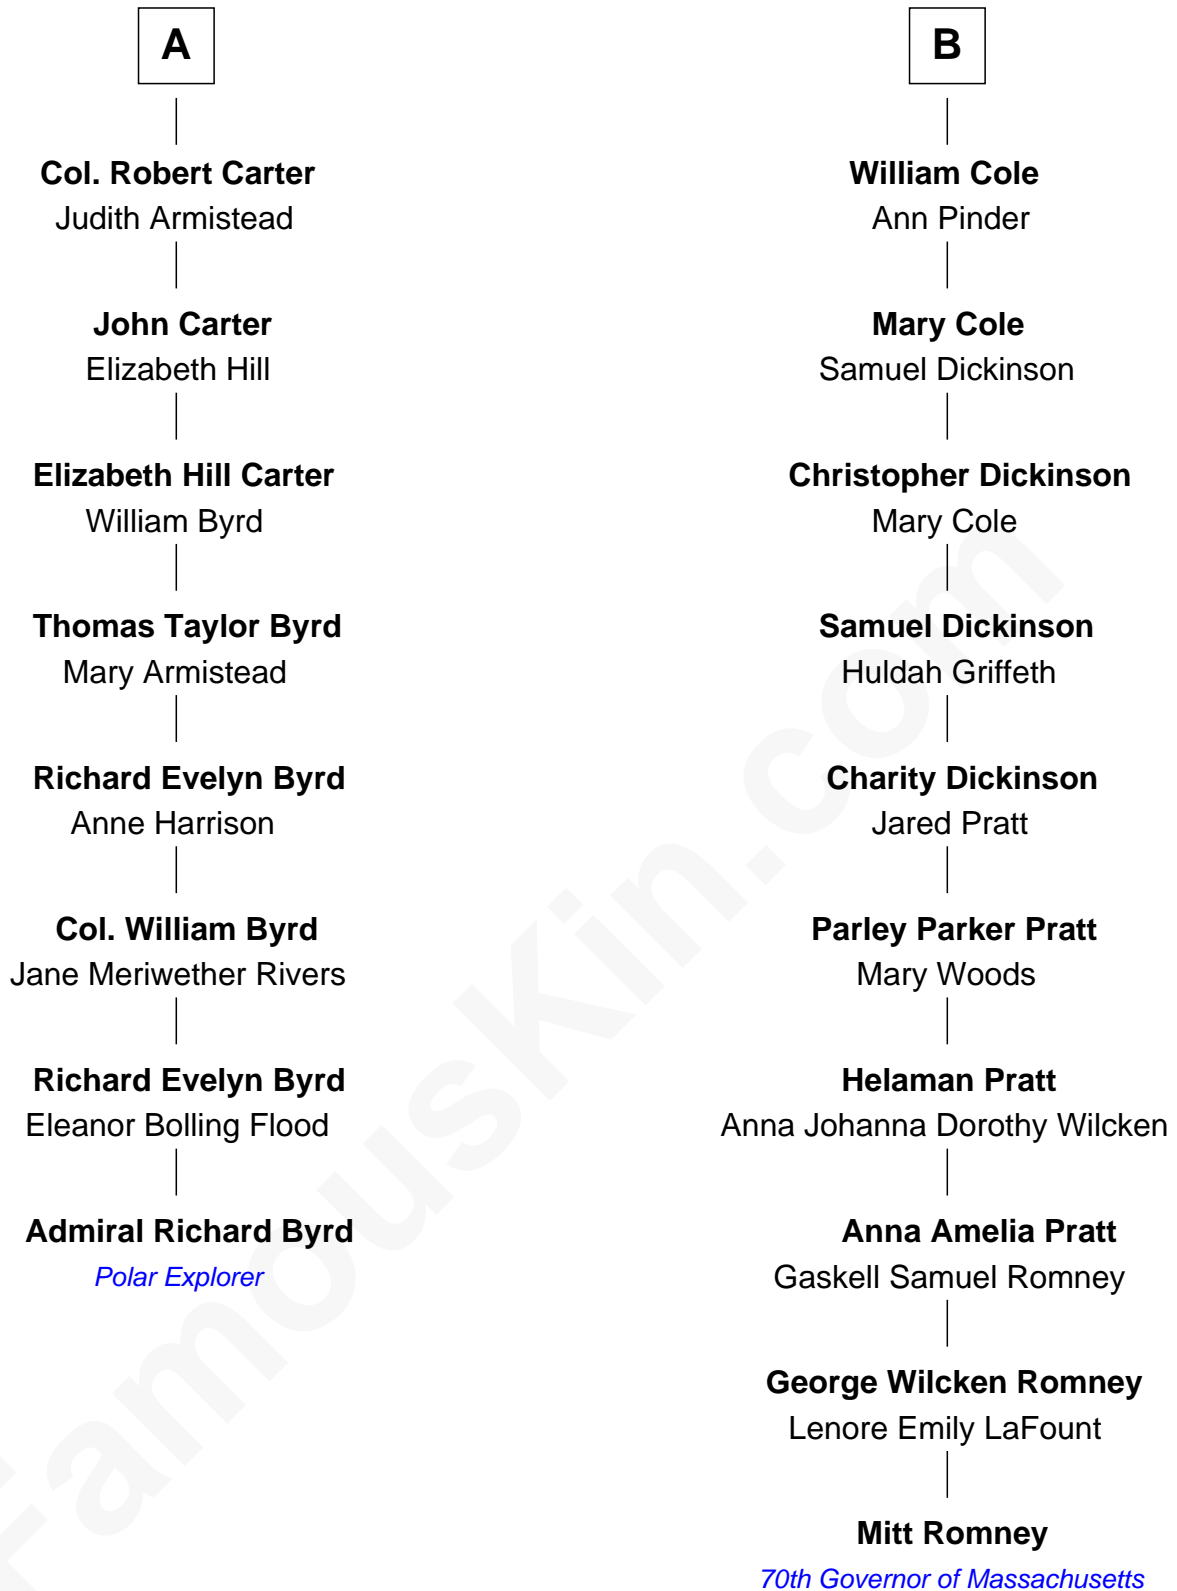 A
Col. Robert Carter
Judith Armistead
John Carter
Elizabeth Hill
Elizabeth Hill Carter
William Byrd
Thomas Taylor Byrd
Mary Armistead
Richard Evelyn Byrd
Anne Harrison
Col. William Byrd
Jane Meriwether Rivers
Richard Evelyn Byrd
Eleanor Bolling Flood
Admiral Richard Byrd
Polar Explorer
B
William Cole
Ann Pinder
Mary Cole
Samuel Dickinson
Christopher Dickinson
Mary Cole
Samuel Dickinson
Huldah Griffeth
Charity Dickinson
Jared Pratt
Parley Parker Pratt
Mary Woods
Helaman Pratt
Anna Johanna Dorothy Wilcken
Anna Amelia Pratt
Gaskell Samuel Romney
George Wilcken Romney
Lenore Emily LaFount
Mitt Romney
70th Governor of Massachusetts
FamousKin.com